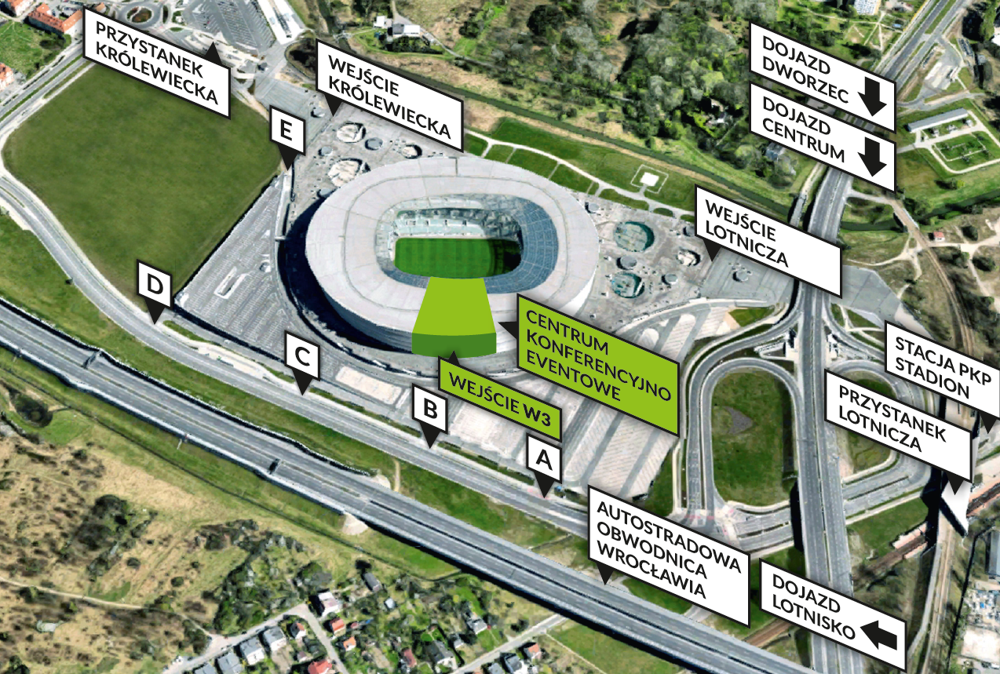 PRZYSTANEK
KRÓLEWIECKA
WEJŚCIE
KRÓLEWIECKA
DOJAZD
DWORZEC
DOJAZD
CENTRUM
E
WEJŚCIE
LOTNICZA
D
C
CENTRUM
KONFERENCYJNO
EVENTOWE
WEJŚCIE W3
B
A
STACJA PKP
STADION
PRZYSTANEK
LOTNICZA
AUTOSTRADOWA
OBWODNICA
WROCŁAWIA
DOJAZD
LOTNISKO